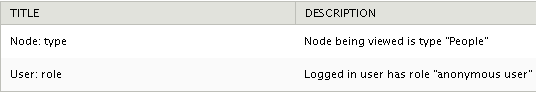 TITLE DESCRIPTION
Node: type Node being viewed is type "People"
User: role Logged in user has role "anonymous user"